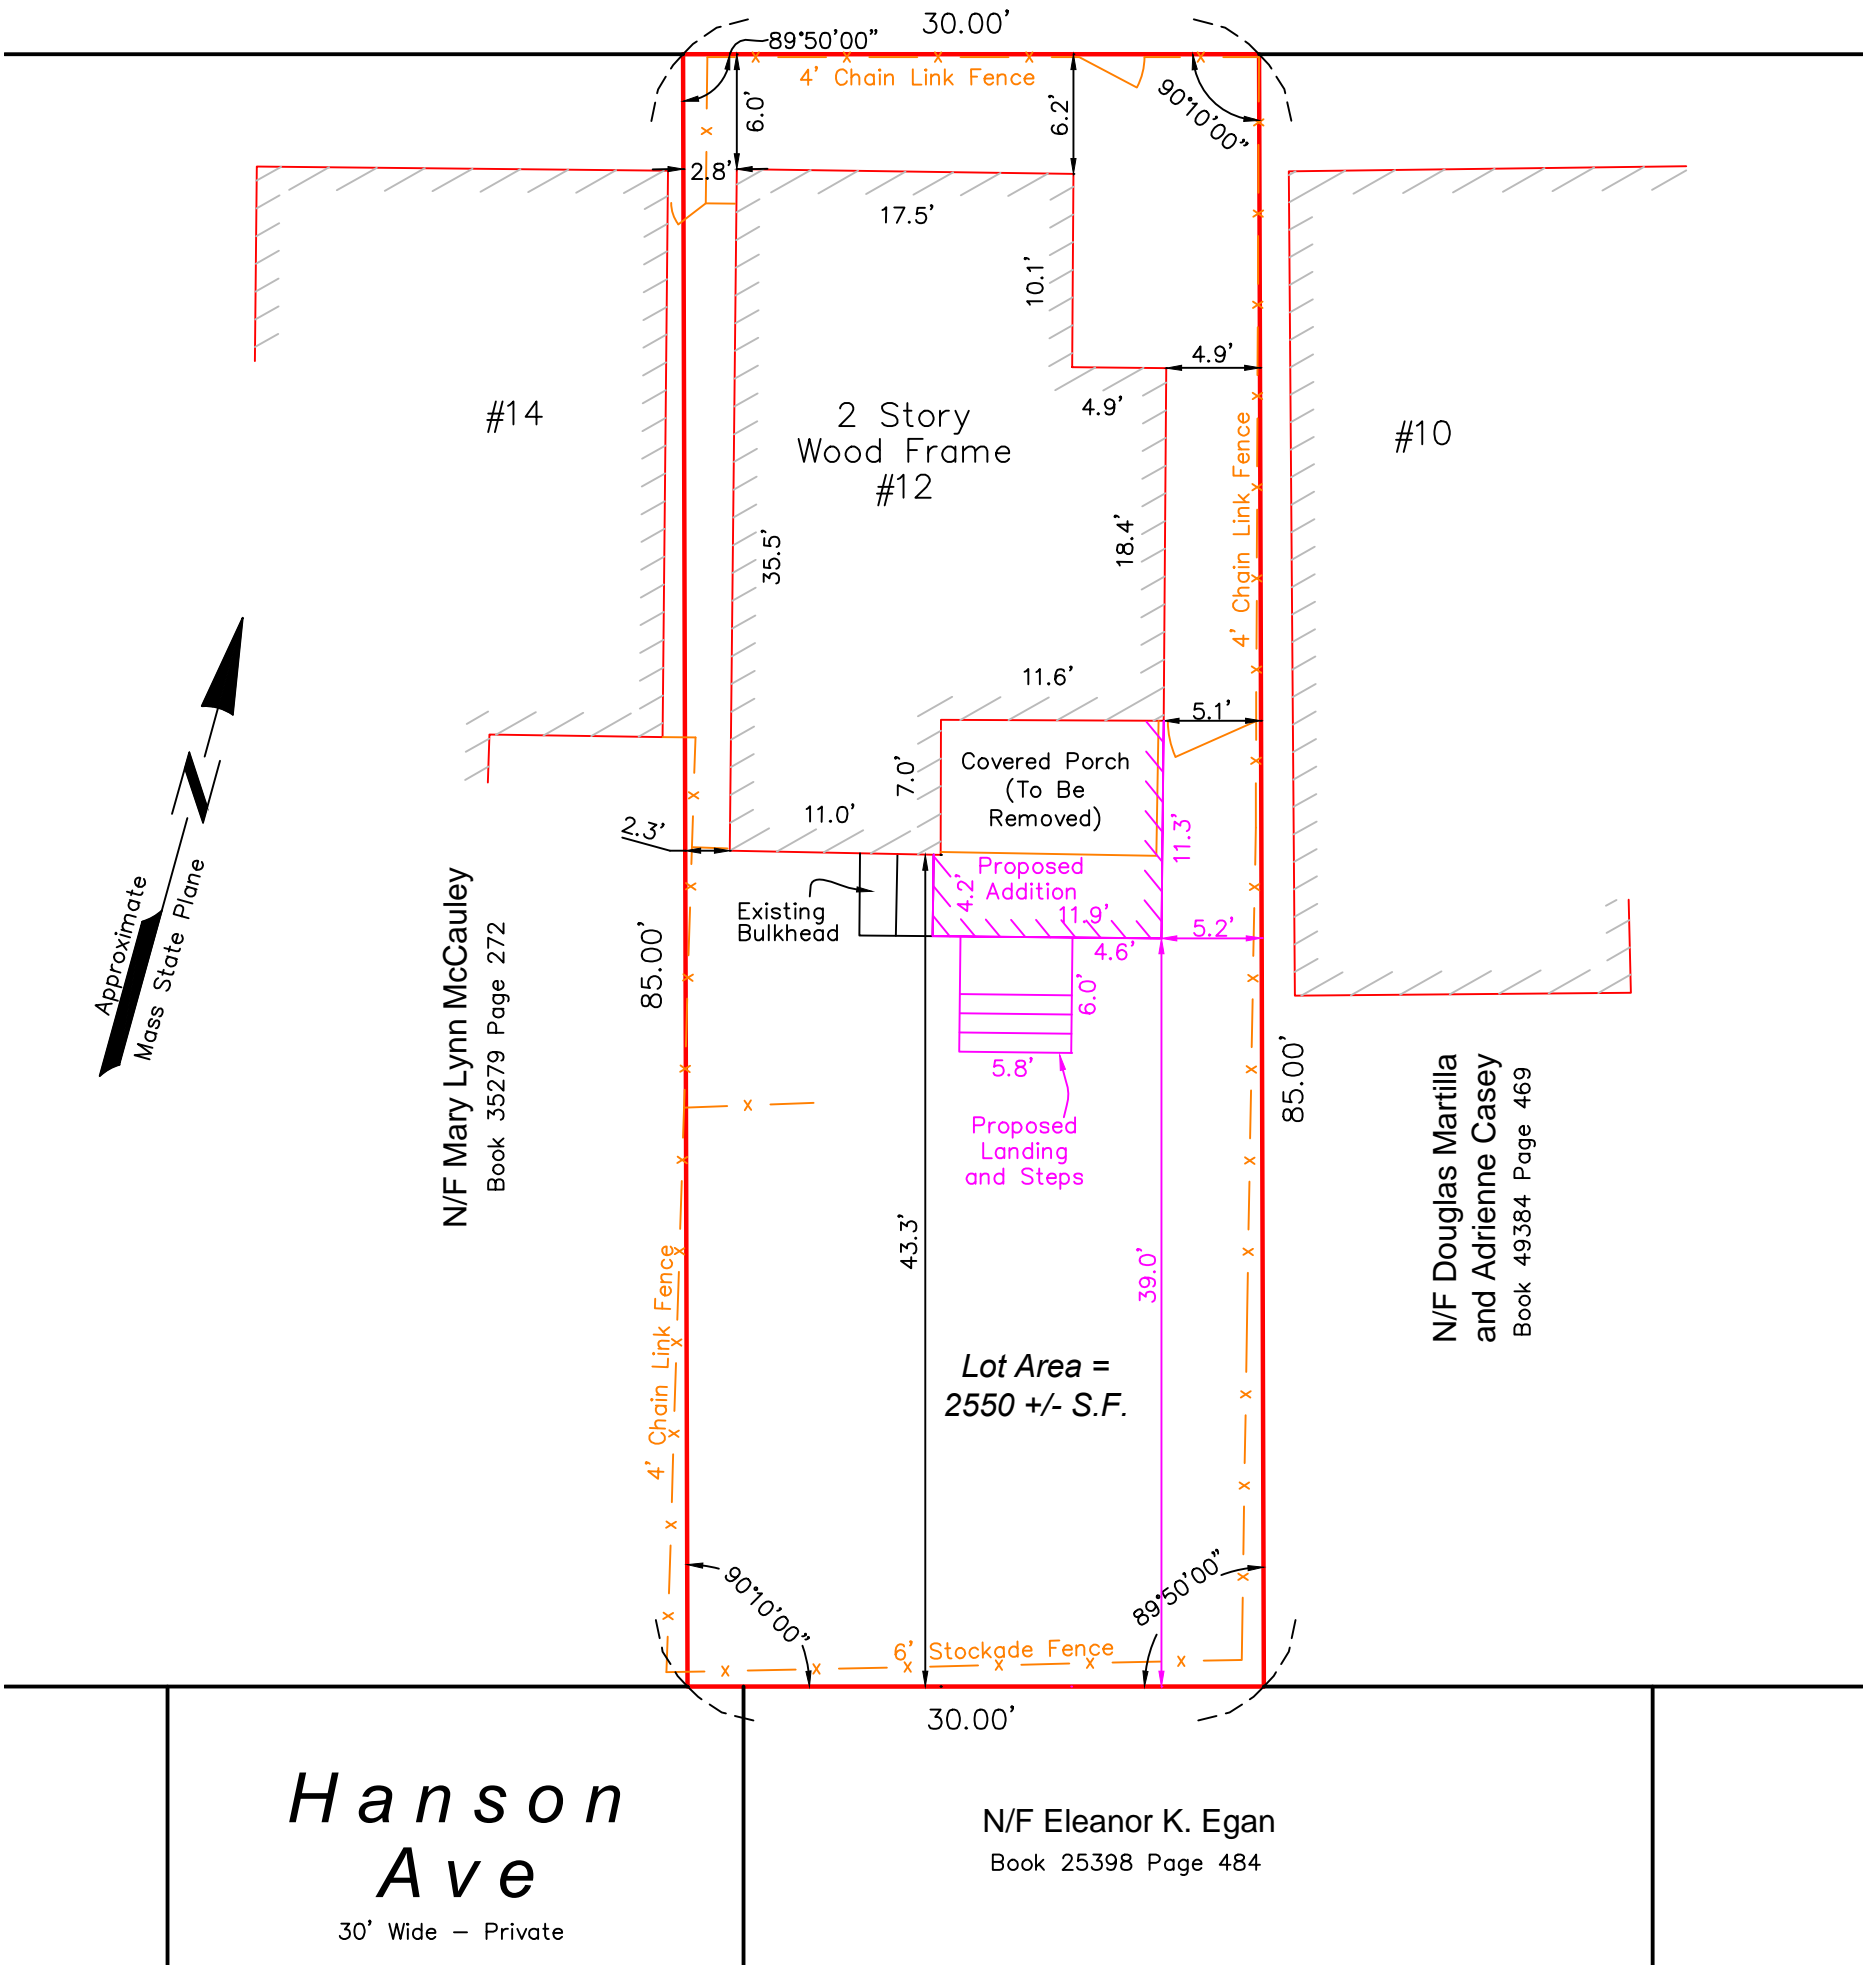 30.00'
89°50'00"
4' Chain Link Fence
6.0'
6.2'
90°10'00"
2.8'
17.5'
10.1'
4.9'
4.9'
#14
2 Story
Wood Frame
#12
#10
4' Chain Link Fence
35.5'
18.4'
11.6'
5.1'
N
Approximate
Mass State Plane
Covered Porch
(To Be
Removed)
7.0'
11.0'
2.3'
11.3'
Proposed
Addition
4.2'
11.9'
Existing
Bulkhead
5.2'
4.6'
6.0'
5.8'
Proposed
Landing
and Steps
N/F Mary Lynn McCauley
Book 35279 Page 272
85.00'
85.00'
N/F Douglas Martilla
and Adrienne Casey
Book 49384 Page 469
43.3'
39.0'
4' Chain Link Fence
Lot Area =
2550 +/- S.F.
90°10'00"
89°50'00"
6' Stockade Fence
30.00'
Hanson
Ave
30' Wide – Private
N/F Eleanor K. Egan
Book 25398 Page 484